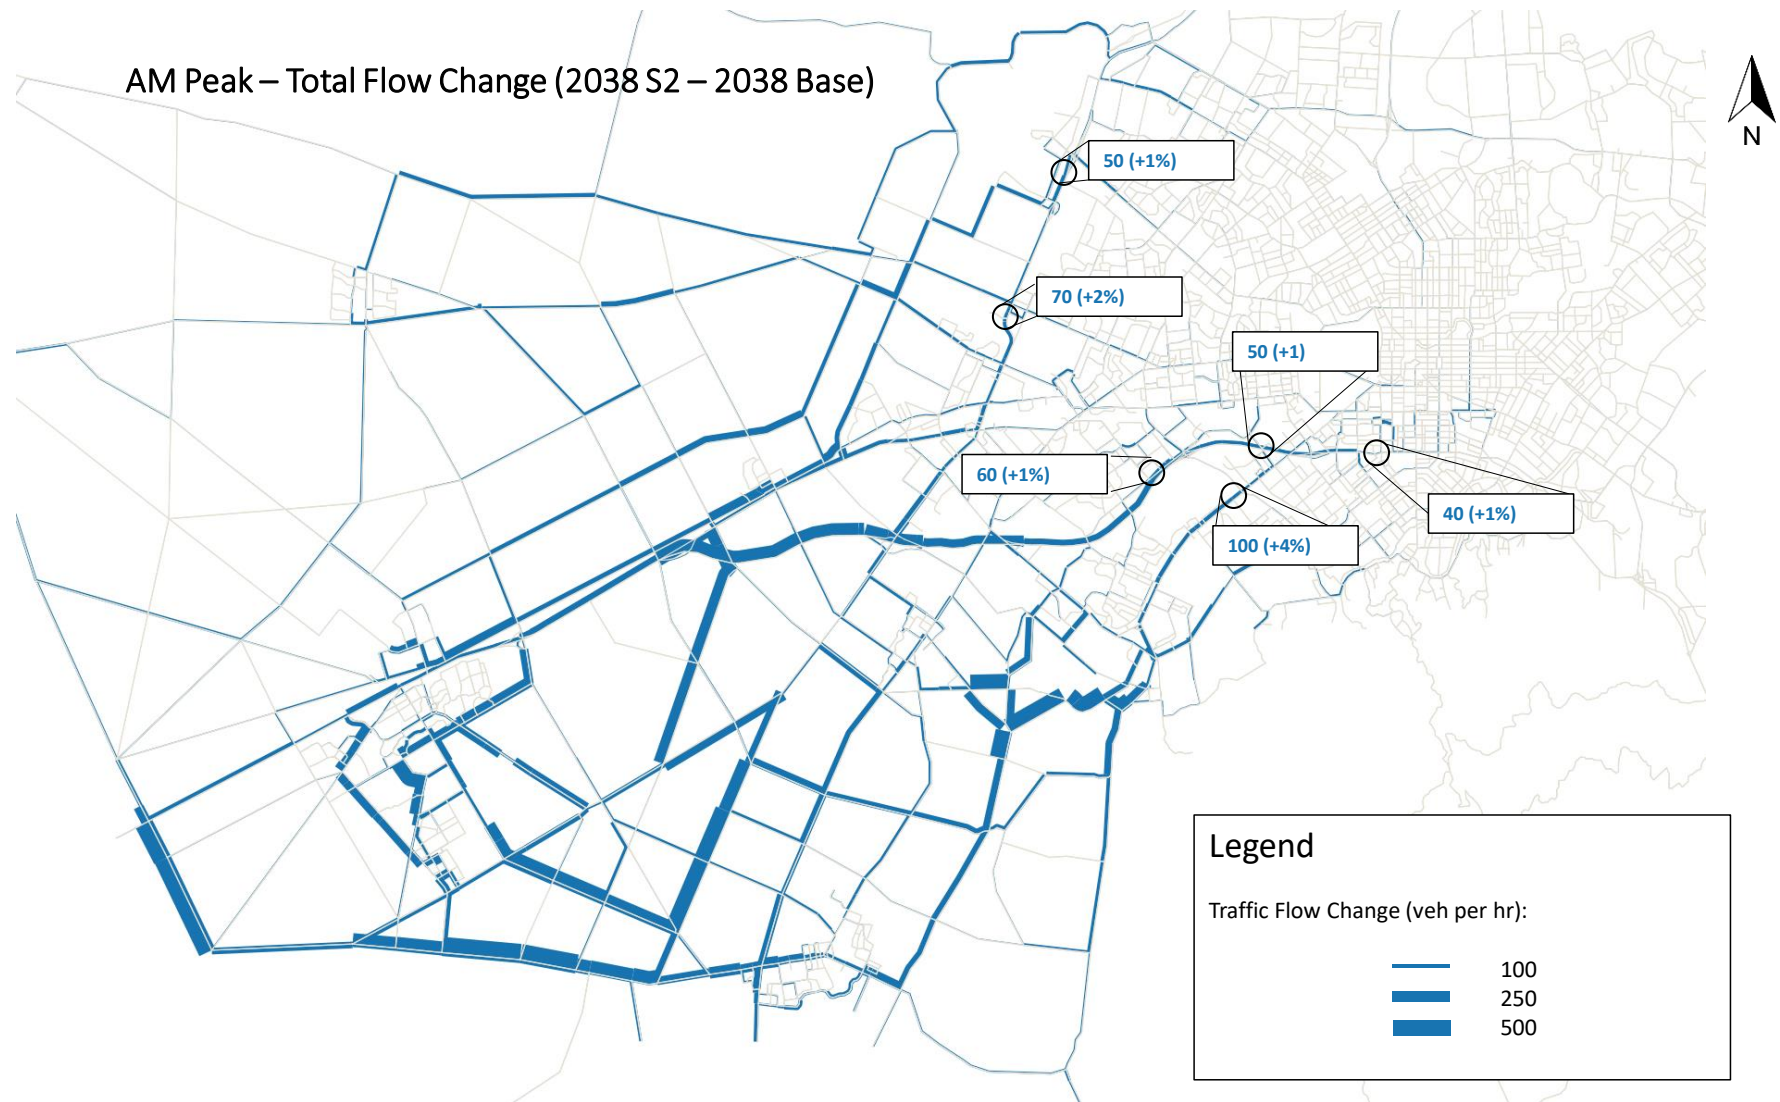 AM Peak – Total Flow Change (2038 S2 – 2038 Base)
N
50 (+1%)
70 (+2%)
50 (+1)
60 (+1%)
40 (+1%)
100 (+4%)
Legend
Traffic Flow Change (veh per hr):
100
250
500